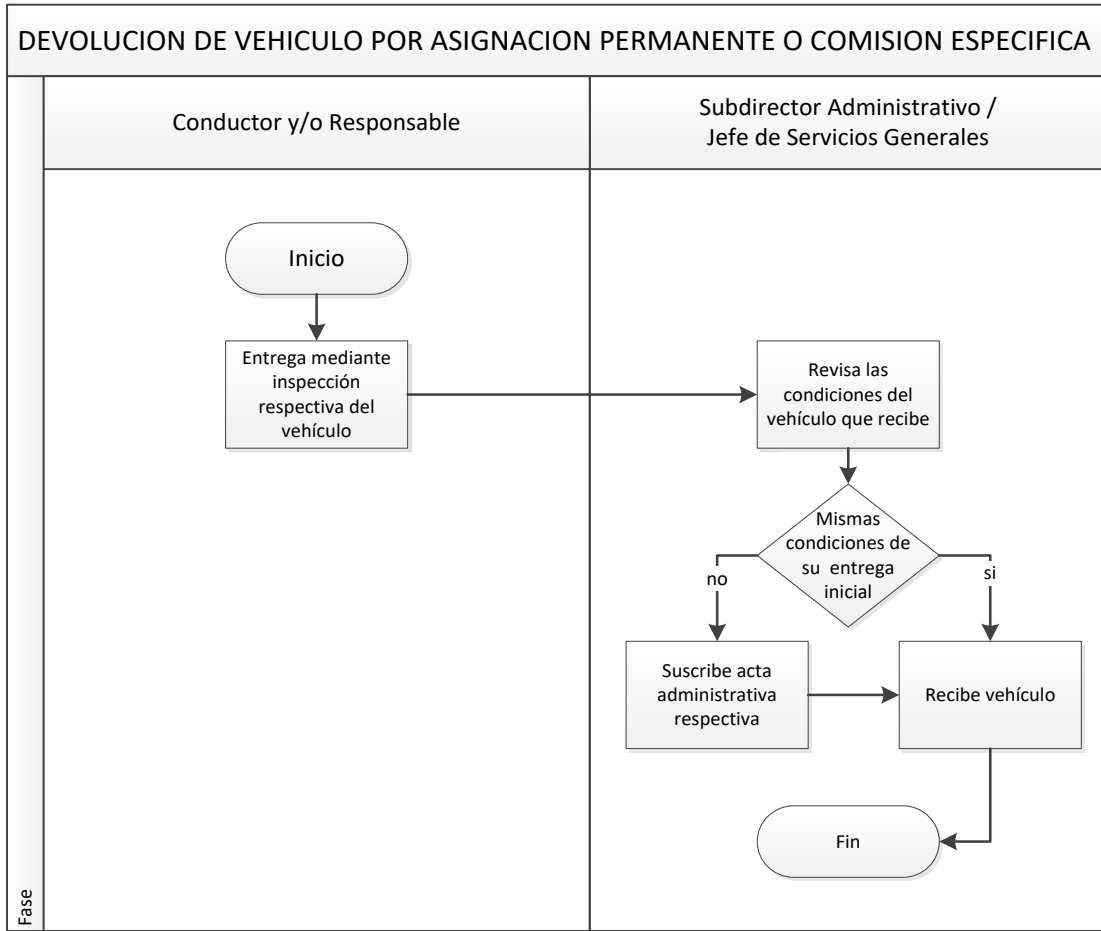 DEVOLUCION DE VEHICULO POR ASIGNACION PERMANENTE O COMISION ESPECIFICA
Conductor y/o Responsable
Subdirector Administrativo /
Jefe de Servicios Generales
Inicio
Entrega mediante
inspección
respectiva del
vehículo
Revisa las
condiciones del
vehículo que recibe
Mismas
condiciones de
su entrega
inicial
no
si
Suscribe acta
administrativa
respectiva
Recibe vehículo
Fin
Fase